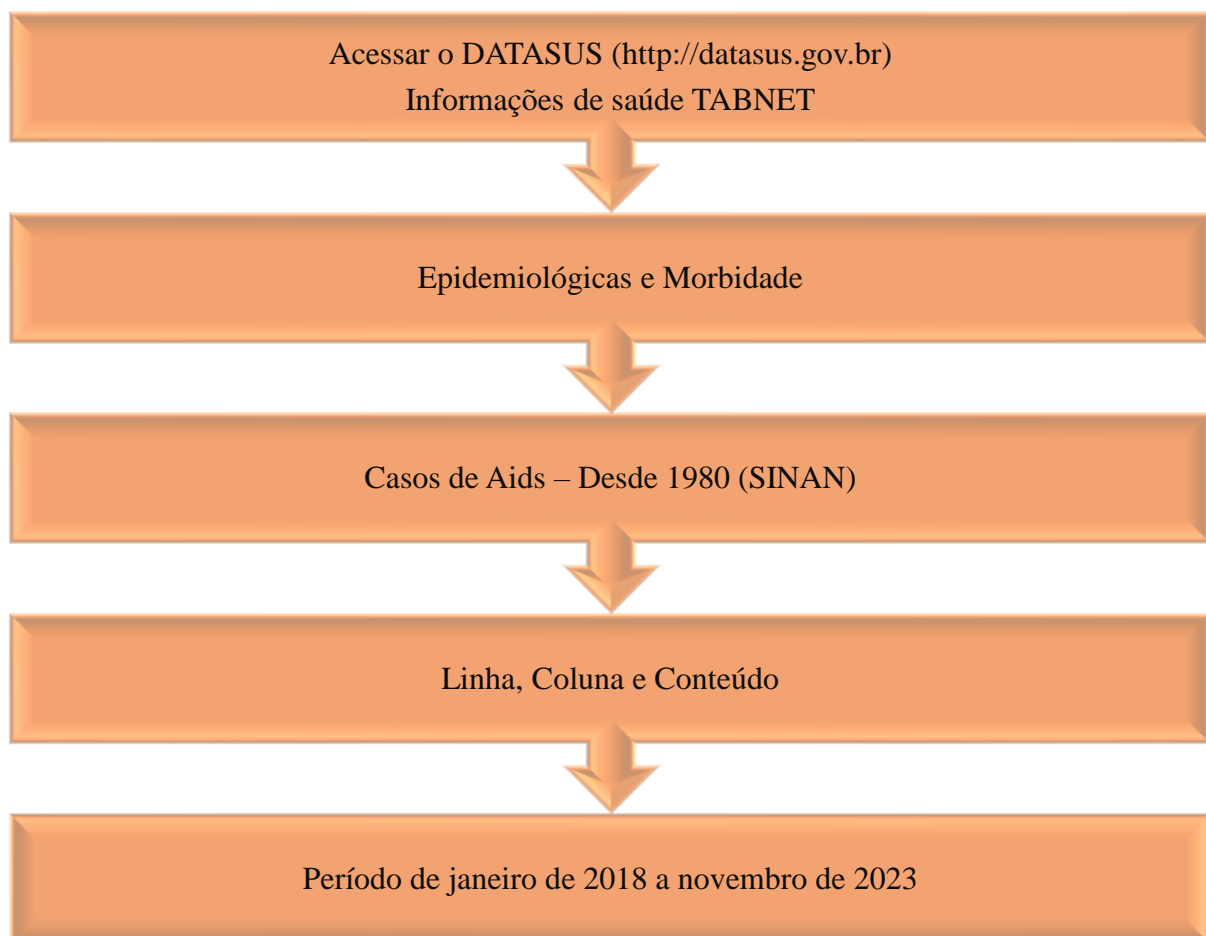 Acessar o DATASUS (http://datasus.gov.br)
Informações de saúde TABNET
Epidemiológicas e Morbidade
Casos de Aids – Desde 1980 (SINAN)
Linha, Coluna e Conteúdo
Período de janeiro de 2018 a novembro de 2023